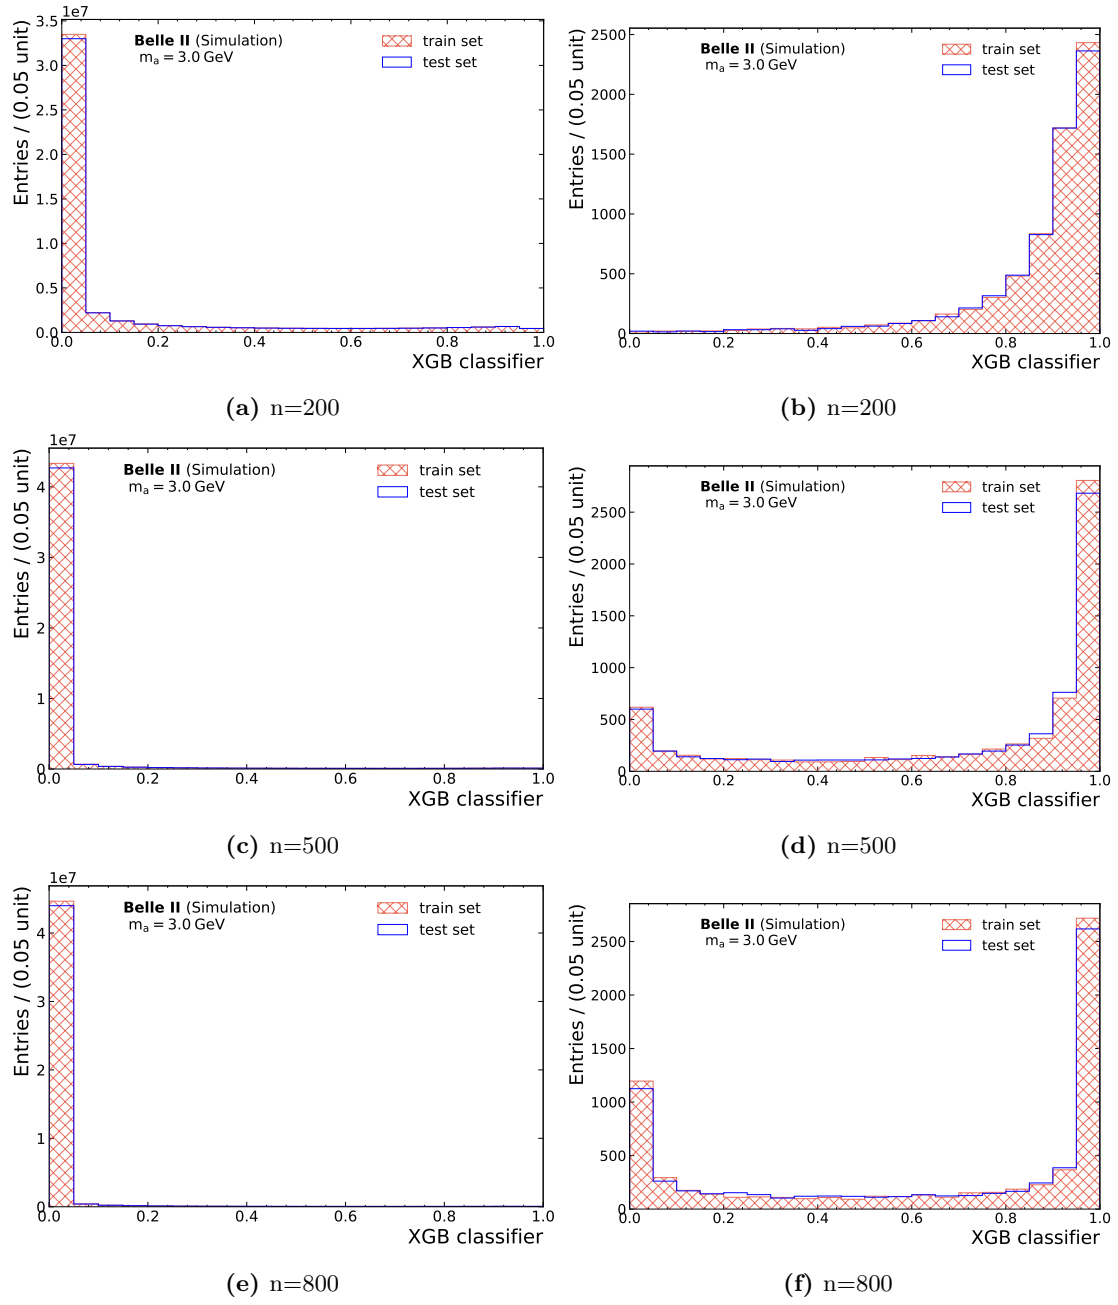 1e7
Entries / (0.05 unit)
3.5
3.0
2.5
2.0
1.5
1.0
0.5
0.0
Belle II (Simulation)
mₐ = 3.0 GeV
train set
test set
0.0 0.2 0.4 0.6 0.8 1.0
XGB classifier
(a) n=200
Entries / (0.05 unit)
2500
2000
1500
1000
500
0
Belle II (Simulation)
mₐ = 3.0 GeV
train set
test set
0.0 0.2 0.4 0.6 0.8 1.0
XGB classifier
(b) n=200
1e7
Entries / (0.05 unit)
4
3
2
1
0
Belle II (Simulation)
mₐ = 3.0 GeV
train set
test set
0.0 0.2 0.4 0.6 0.8 1.0
XGB classifier
(c) n=500
Entries / (0.05 unit)
2500
2000
1500
1000
500
0
Belle II (Simulation)
mₐ = 3.0 GeV
train set
test set
0.0 0.2 0.4 0.6 0.8 1.0
XGB classifier
(d) n=500
1e7
Entries / (0.05 unit)
4
3
2
1
0
Belle II (Simulation)
mₐ = 3.0 GeV
train set
test set
0.0 0.2 0.4 0.6 0.8 1.0
XGB classifier
(e) n=800
Entries / (0.05 unit)
2500
2000
1500
1000
500
0
Belle II (Simulation)
mₐ = 3.0 GeV
train set
test set
0.0 0.2 0.4 0.6 0.8 1.0
XGB classifier
(f) n=800